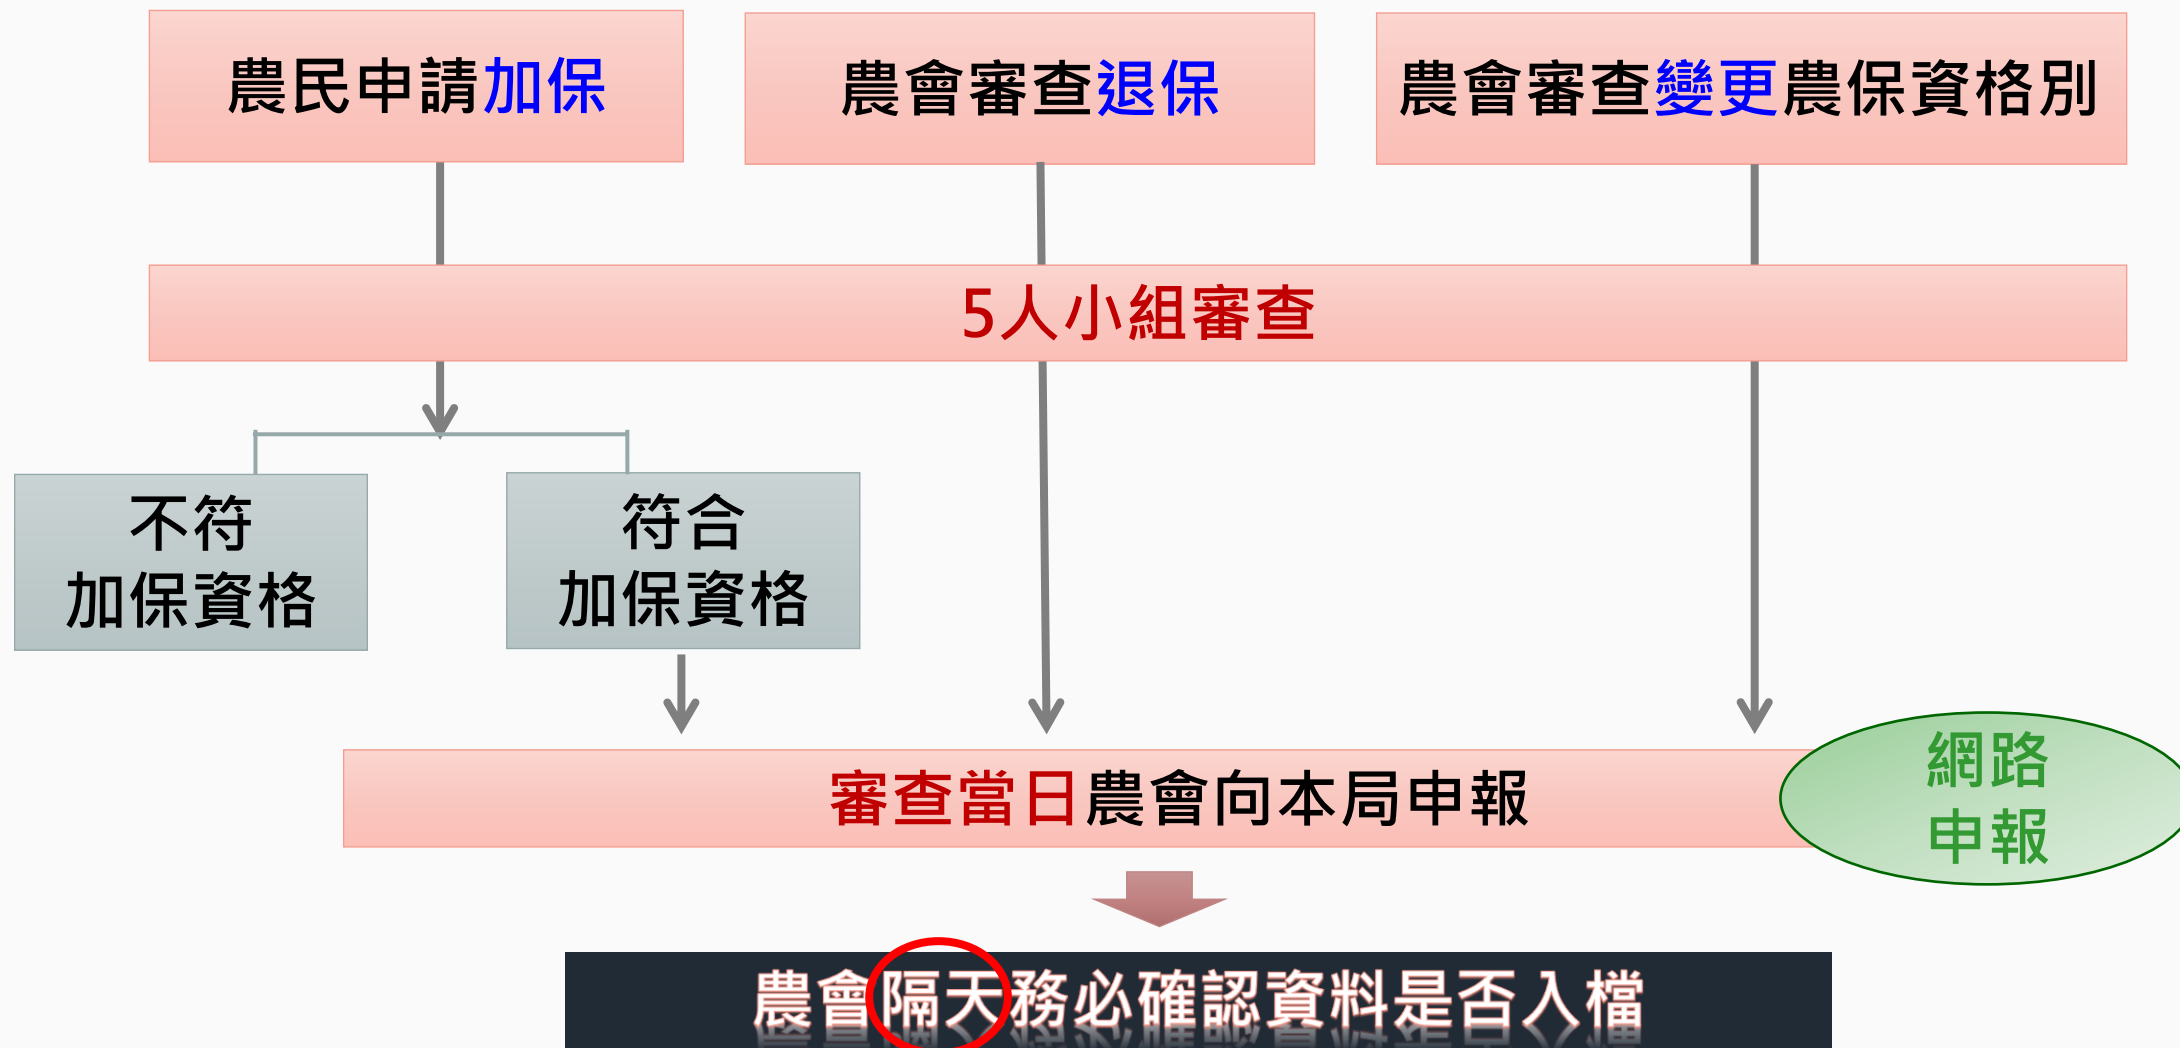 農民申請加保
農會審查退保
農會審查變更農保資格別
5人小組審查
不符
加保資格
符合
加保資格
審查當日農會向本局申報
網路
申報
農會隔天務必確認資料是否入檔